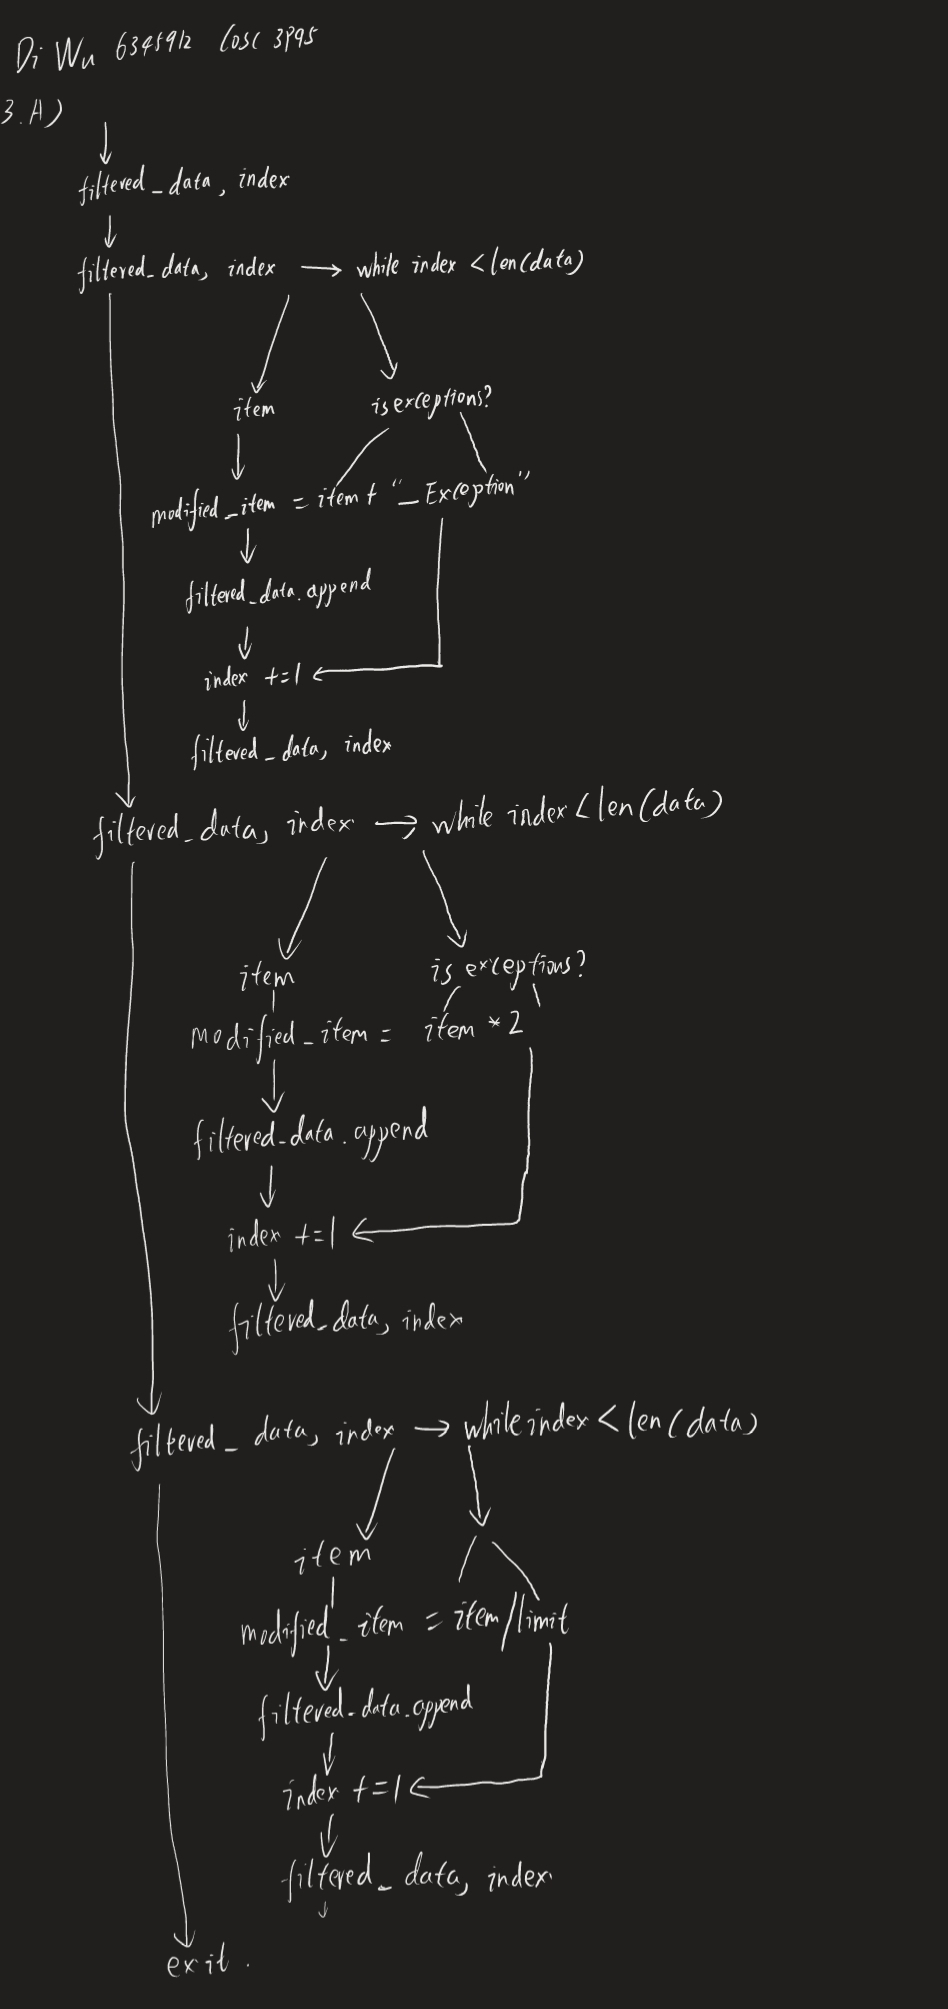 Di Wu 6345912 Cosc 3P95
3.A)
filtered_data, index
filtered_data, index → while index < len(data)
item is exceptions?
modified_item = item + "_Exception"
filtered_data.append
index +=1
filtered_data, index
filtered_data, index → while index < len(data)
item is exceptions?
modified_item = item * 2
filtered_data.append
index +=1
filtered_data, index
filtered_data, index → while index < len(data)
item
modified_item = item/limit
filtered_data.append
index +=1
filtered_data, index
exit.